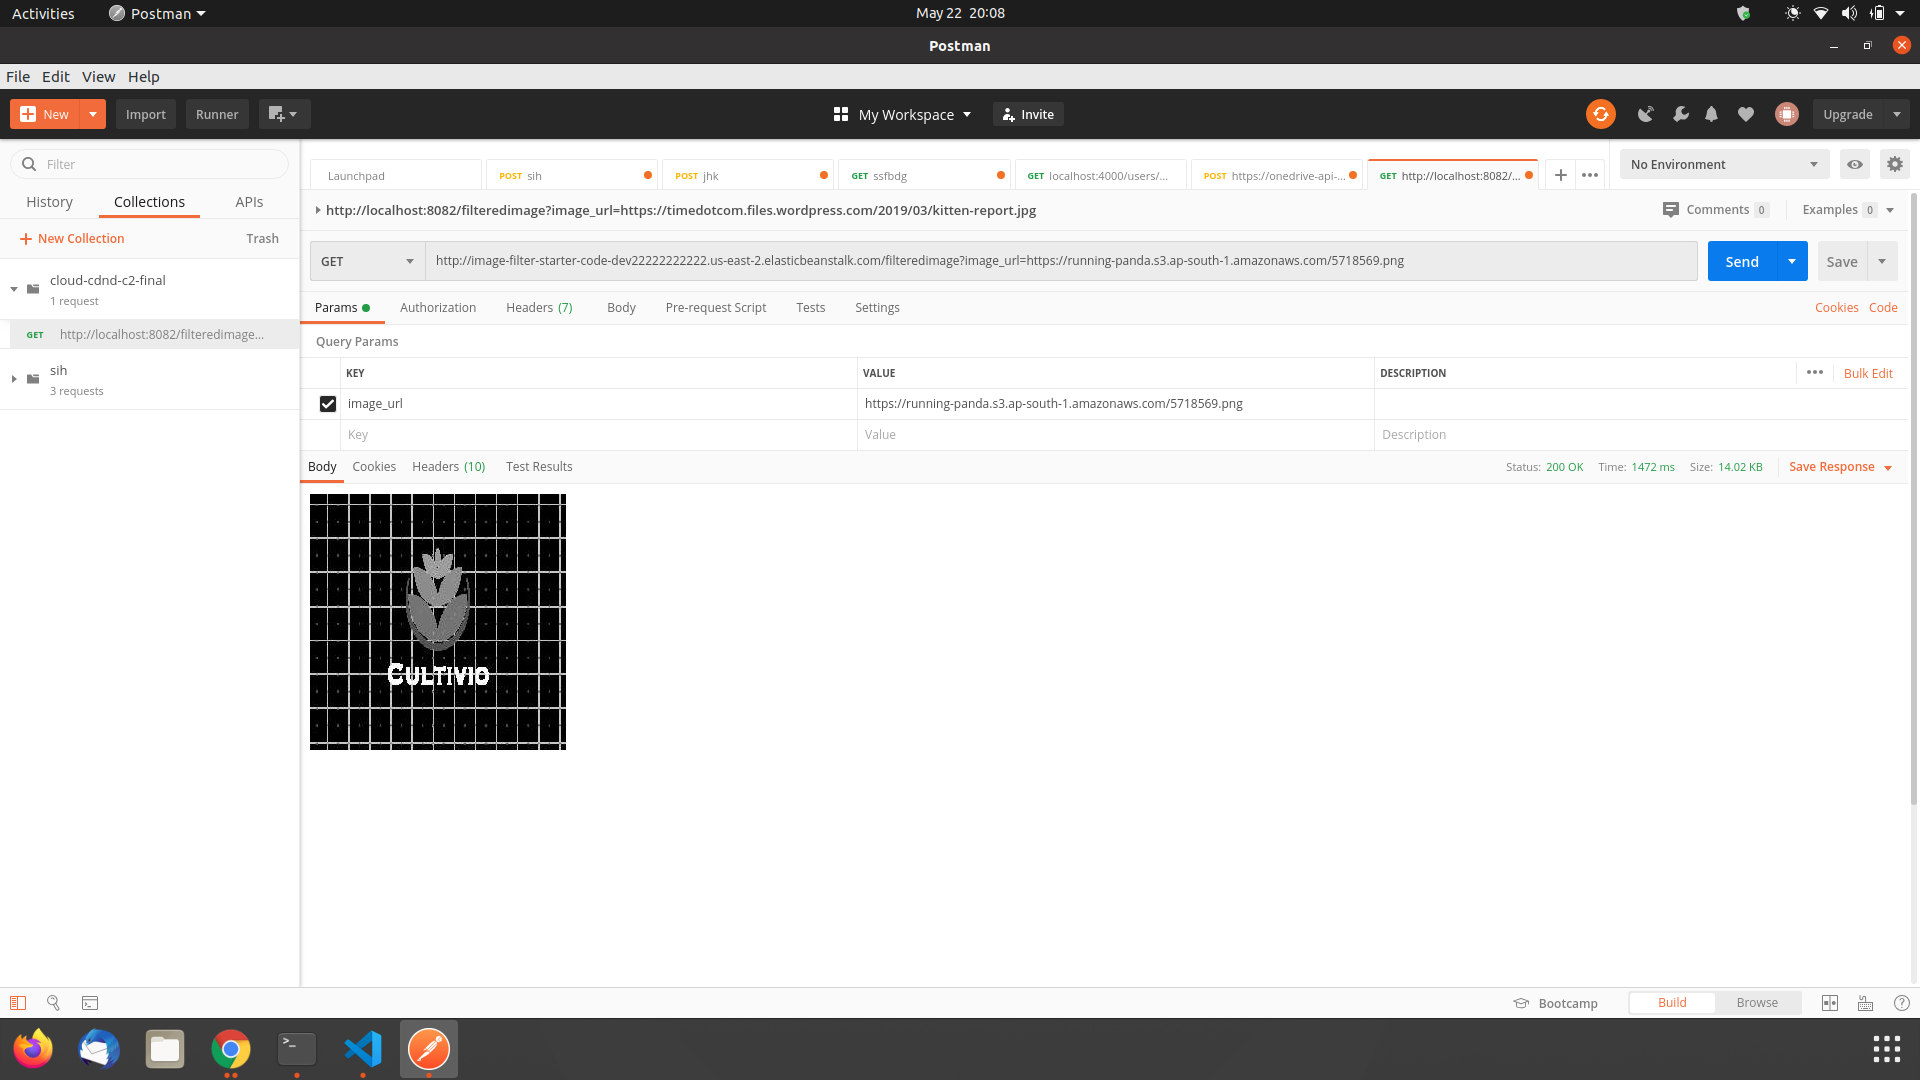 Activities Postman May 22 20:08
Postman
File Edit View Help
New Import Runner My Workspace Invite Upgrade
Filter
Launchpad POST sih POST jhk GET ssfbdg GET localhost:4000/users/... POST https://onedrive-api-... GET http://localhost:8082/... + ••• No Environment
History Collections APIs
http://localhost:8082/filteredimage?image_url=https://timedotcom.files.wordpress.com/2019/03/kitten-report.jpg Comments 0 Examples 0
+ New Collection Trash
GET http://image-filter-starter-code-dev22222222222.us-east-2.elasticbeanstalk.com/filteredimage?image_url=https://running-panda.s3.ap-south-1.amazonaws.com/5718569.png Send Save
cloud-cdnd-c2-final
1 request
Params Authorization Headers (7) Body Pre-request Script Tests Settings Cookies Code
GET http://localhost:8082/filteredimage...
Query Params
sih
3 requests
KEY VALUE DESCRIPTION ••• Bulk Edit
image_url https://running-panda.s3.ap-south-1.amazonaws.com/5718569.png
Key Value Description
Body Cookies Headers (10) Test Results Status: 200 OK Time: 1472 ms Size: 14.02 KB Save Response
CULTIVIO
Bootcamp Build Browse